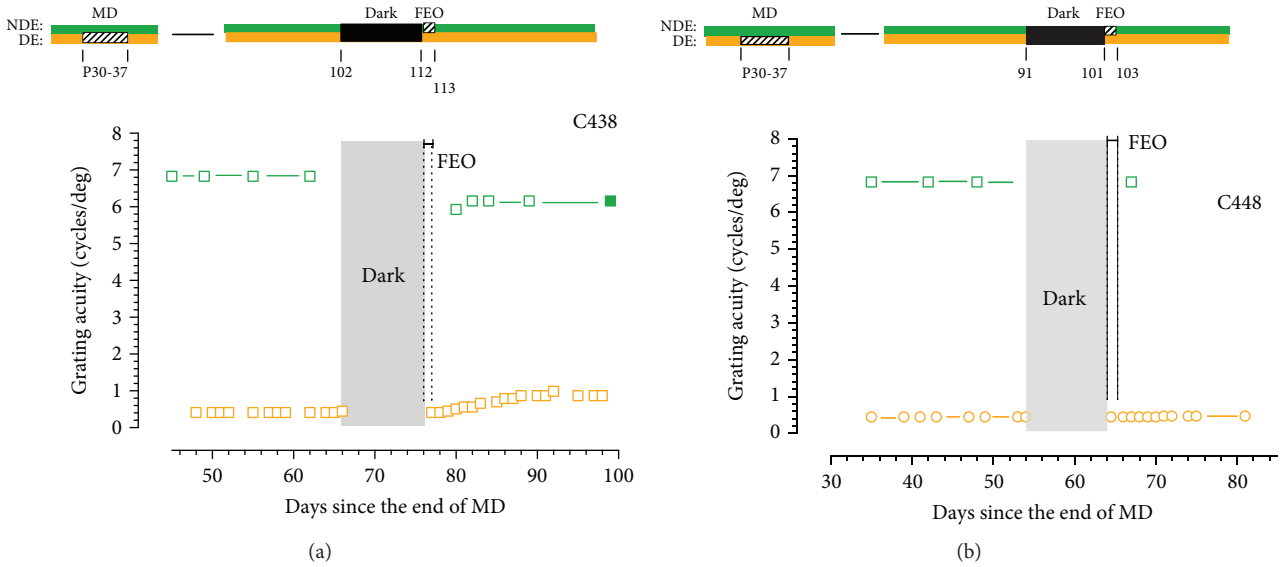 MD
Dark FEO
NDE:
DE:
P30-37
102
112
113
C438
Grating acuity (cycles/deg)
8
7
6
5
4
3
2
1
0
FEO
Dark
50 60 70 80 90 100
Days since the end of MD
(a)
MD
Dark FEO
NDE:
DE:
P30-37
91
101
103
C448
Grating acuity (cycles/deg)
8
7
6
5
4
3
2
1
0
FEO
Dark
30 40 50 60 70 80
Days since the end of MD
(b)